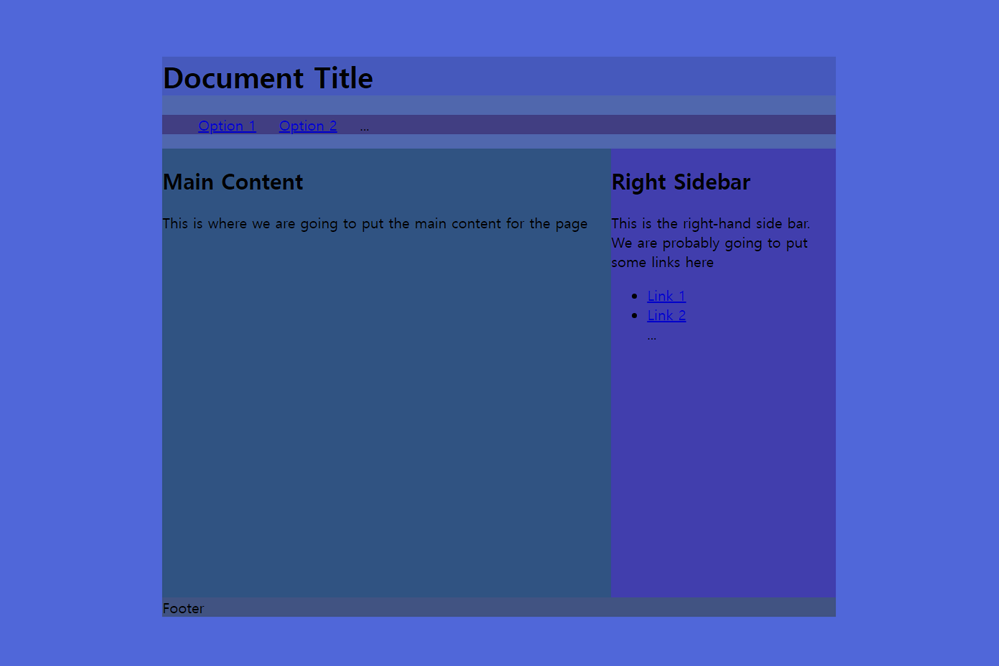 Document Title
Option 1 Option 2 ...
Main Content
This is where we are going to put the main content for the page
Right Sidebar
This is the right-hand side bar.
We are probably going to put
some links here
• Link 1
• Link 2
...
Footer